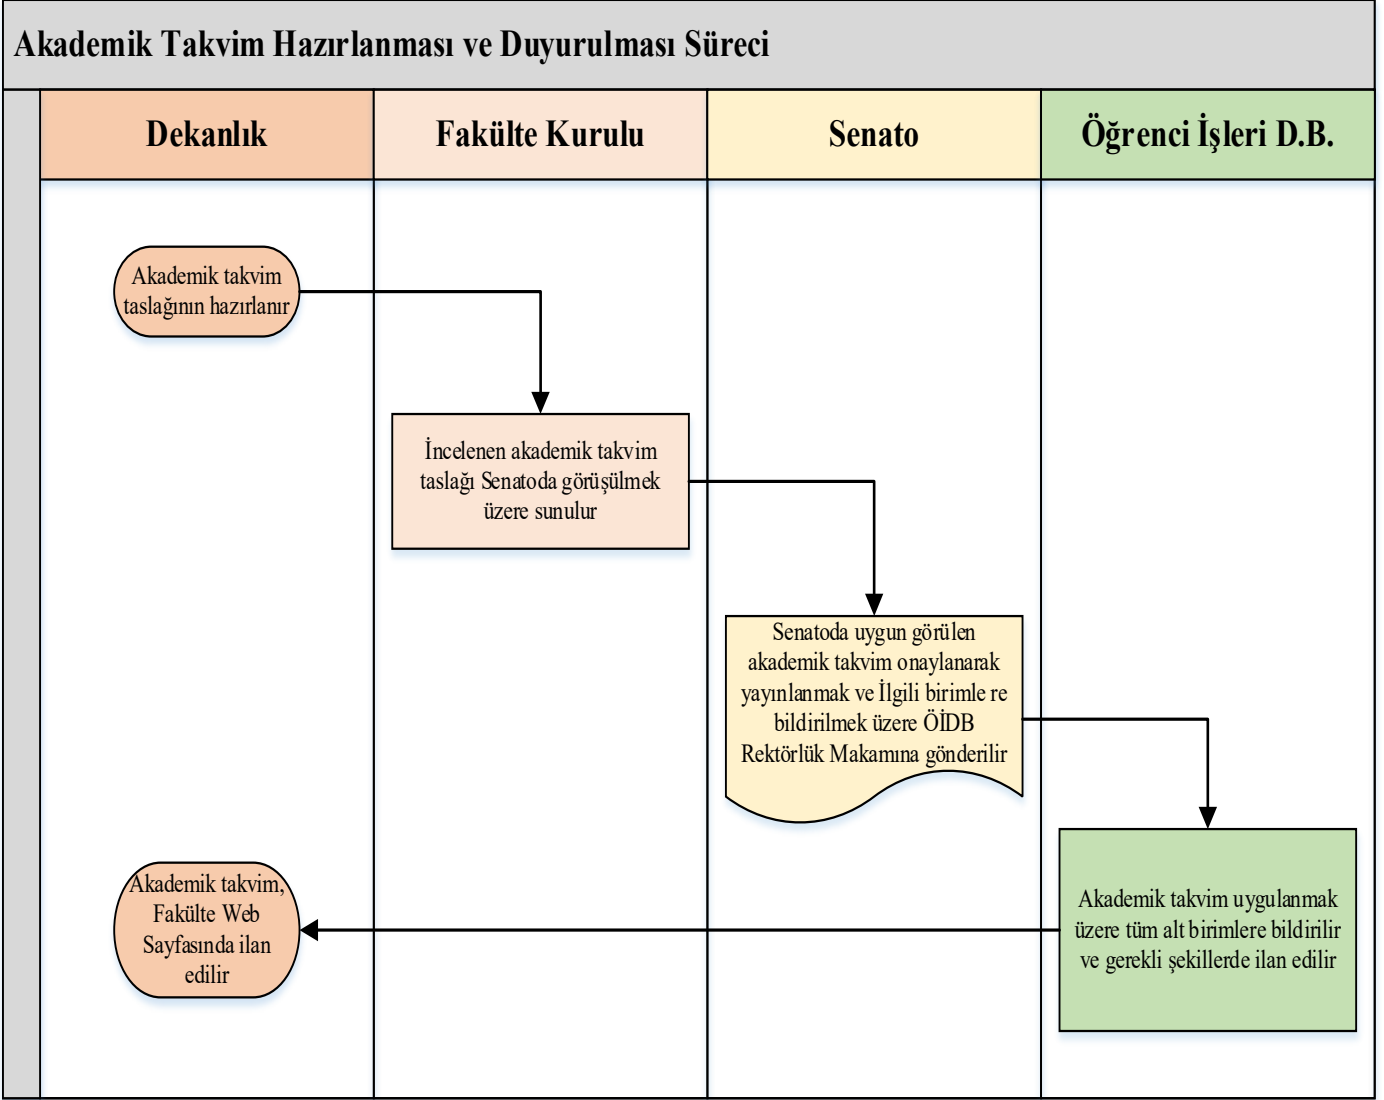 Akademik Takvim Hazırlanması ve Duyurulması Süreci
Dekanlık
Fakülte Kurulu
Senato
Öğrenci İşleri D.B.
Akademik takvim
taslağının hazırlanır
İncelenen akademik takvim
taslağı Senatoda görüşülmek
üzere sunulur
Senatoda uygun görülen
akademik takvim onaylanarak
yayınlanmak ve İlgili birimle re
bildirilmek üzere ÖİDB
Rektörlük Makamına gönderilir
Akademik takvim uygulanmak
üzere tüm alt birimlere bildirilir
ve gerekli şekillerde ilan edilir
Akademik takvim,
Fakülte Web
Sayfasında ilan
edilir